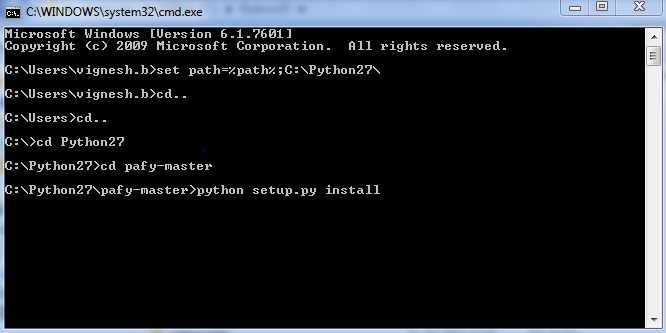 C:\WINDOWS\system32\cmd.exe
Microsoft Windows [Version 6.1.7601]
Copyright (c) 2009 Microsoft Corporation.  All rights reserved.
C:\Users\vignesh.b>set path=%path%;C:\Python27\
C:\Users\vignesh.b>cd..
C:\Users>cd..
C:\>cd Python27
C:\Python27>cd pafy-master
C:\Python27\pafy-master>python setup.py install